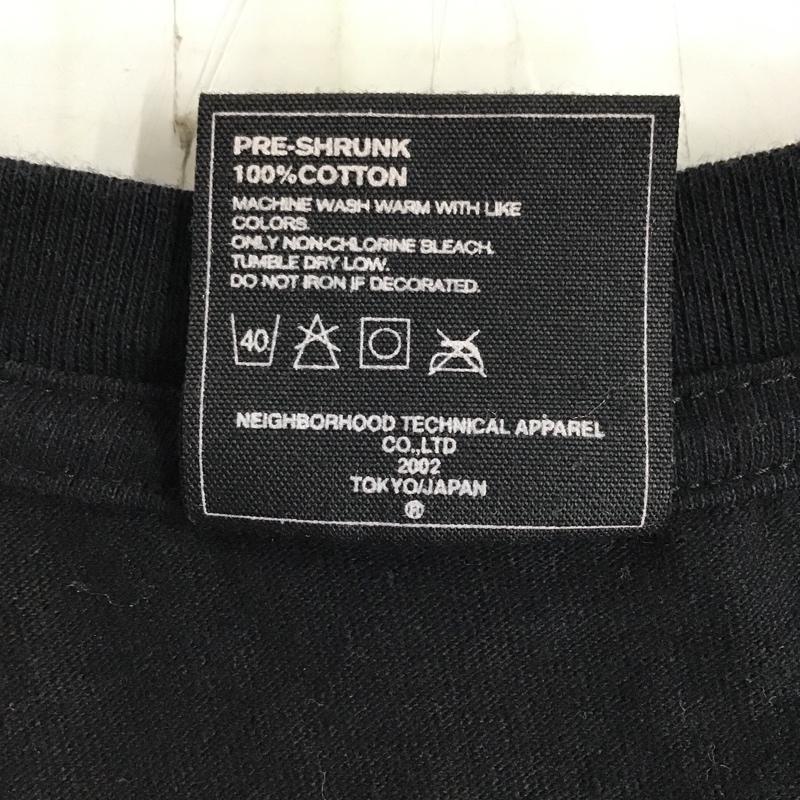 PRE-SHRUNK
100%COTTON
MACHINE WASH WARM WITH LIKE
COLORS.
ONLY NON-CHLORINE BLEACH.
TUMBLE DRY LOW.
DO NOT IRON IF DECORATED.
40
NEIGHBORHOOD TECHNICAL APPAREL
CO.,LTD
2002
TOKYO/JAPAN
®